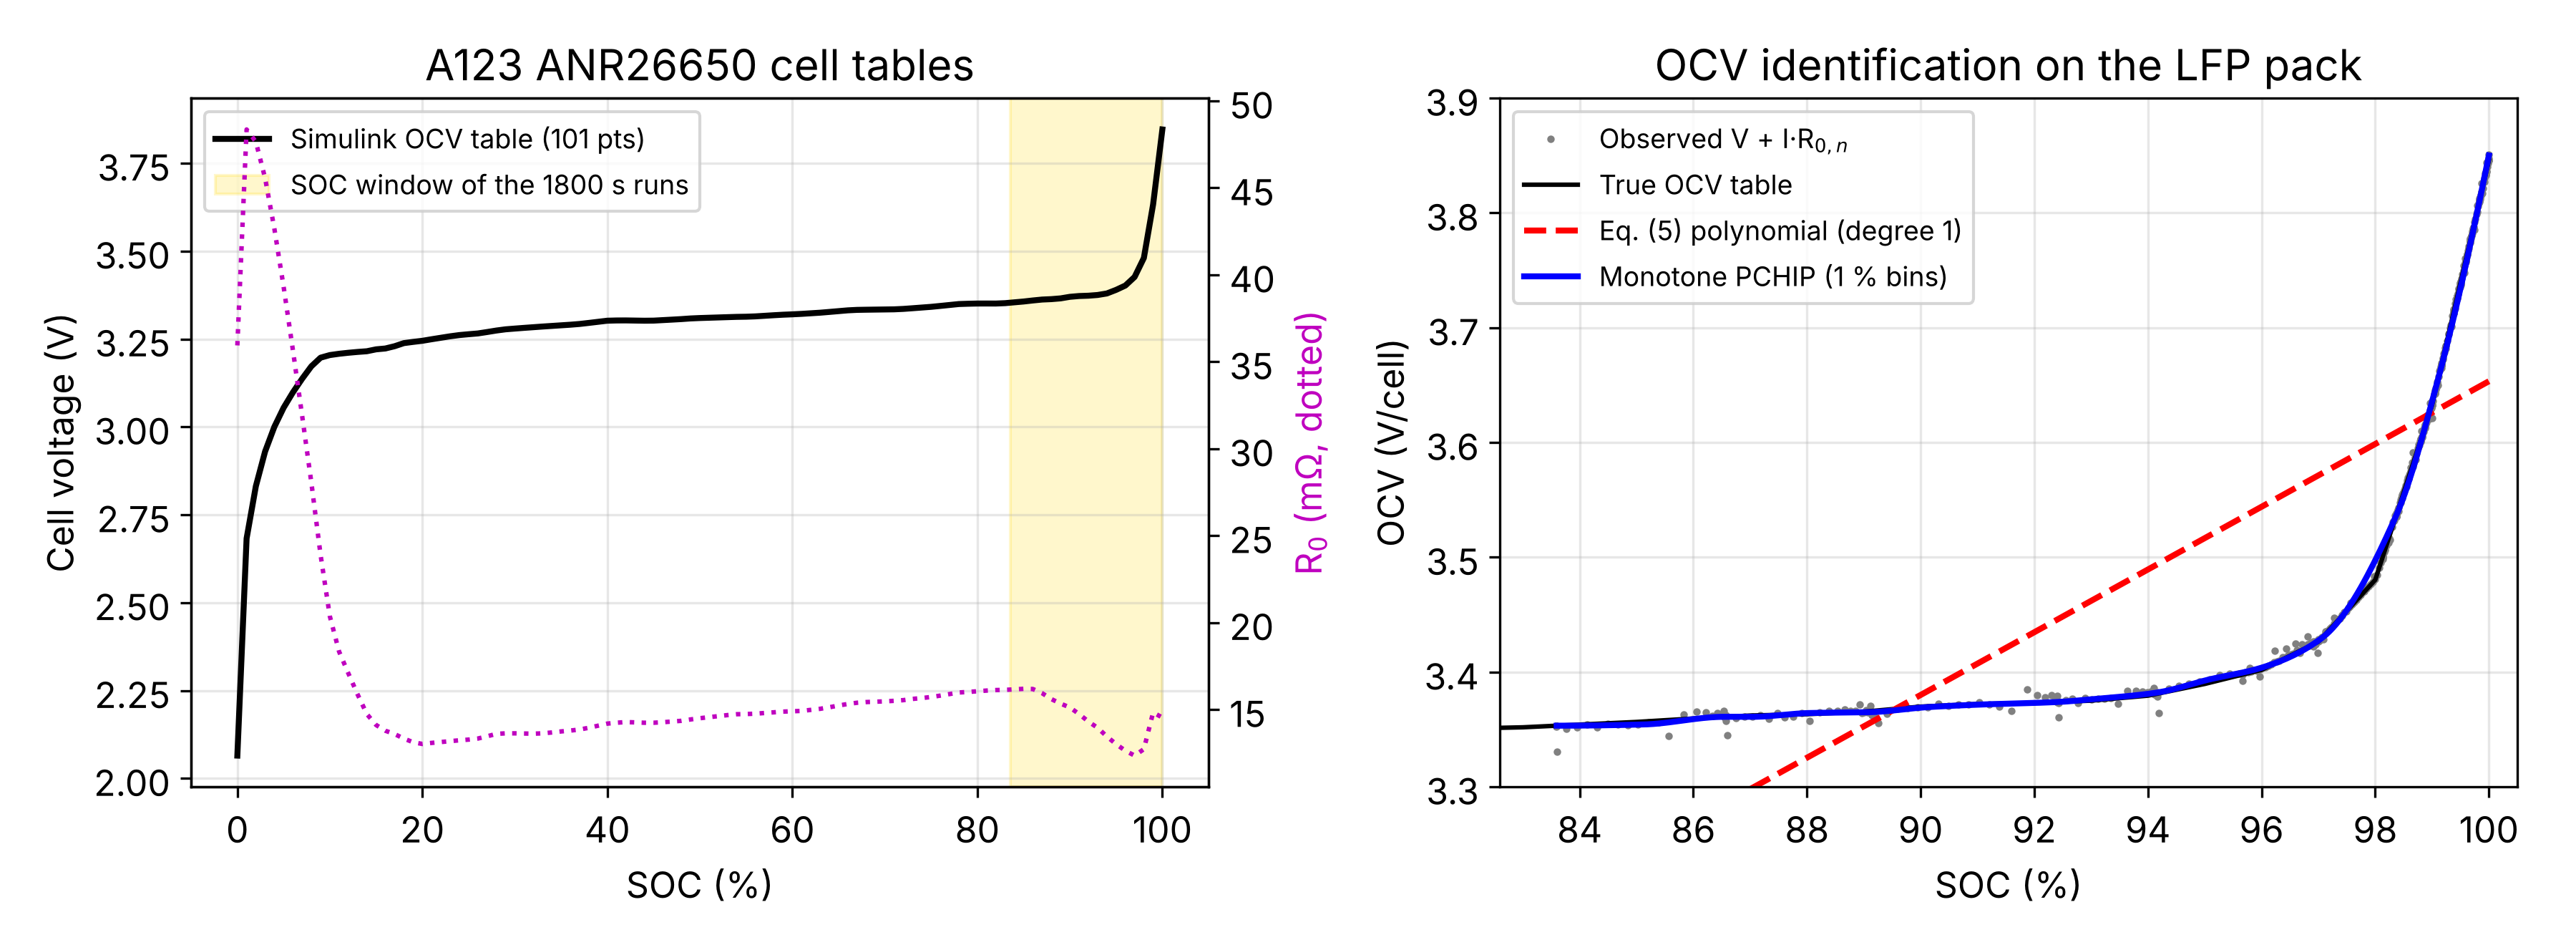 A123 ANR26650 cell tables
Simulink OCV table (101 pts)
SOC window of the 1800 s runs
Cell voltage (V)
3.75
3.50
3.25
3.00
2.75
2.50
2.25
2.00
0
20
40
60
80
100
SOC (%)
50
45
40
35
30
25
20
15
R₀ (mΩ, dotted)
OCV identification on the LFP pack
Observed V + I·R₀,ₙ
True OCV table
Eq. (5) polynomial (degree 1)
Monotone PCHIP (1 % bins)
OCV (V/cell)
3.9
3.8
3.7
3.6
3.5
3.4
3.3
84
86
88
90
92
94
96
98
100
SOC (%)